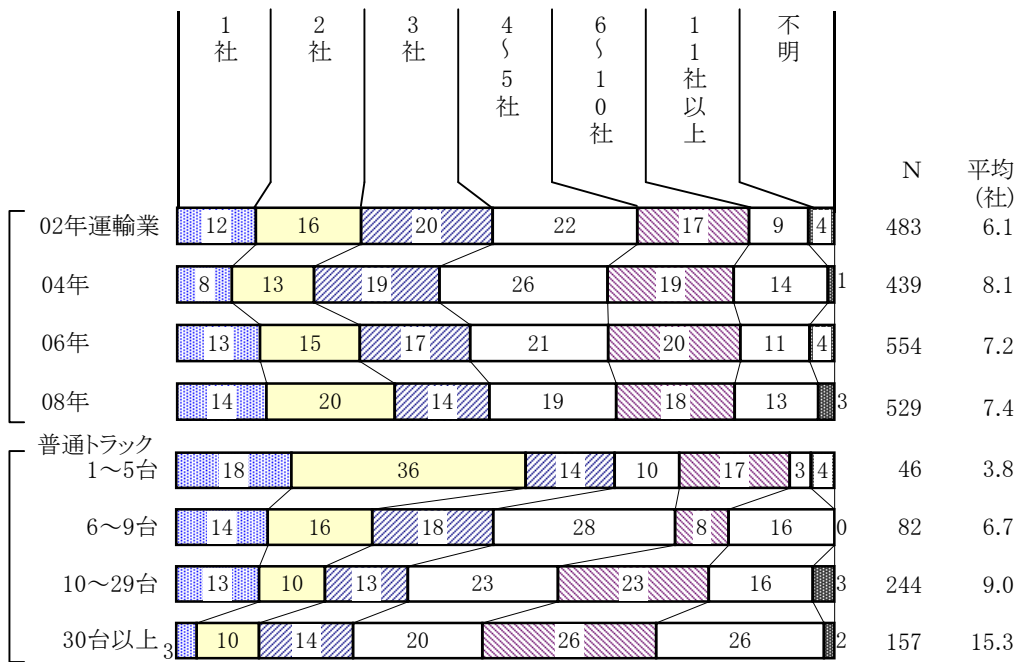 1社
2社
3社
4～5社
6～10社
11社以上
不明
N 平均(社)
02年運輸業 12 16 20 22 17 9 4 483 6.1
04年 8 13 19 26 19 14 1 439 8.1
06年 13 15 17 21 20 11 4 554 7.2
08年 14 20 14 19 18 13 3 529 7.4
普通トラック
1～5台 18 36 14 10 17 3 4 46 3.8
6～9台 14 16 18 28 8 16 0 82 6.7
10～29台 13 10 13 23 23 16 3 244 9.0
30台以上 3 10 14 20 26 26 2 157 15.3